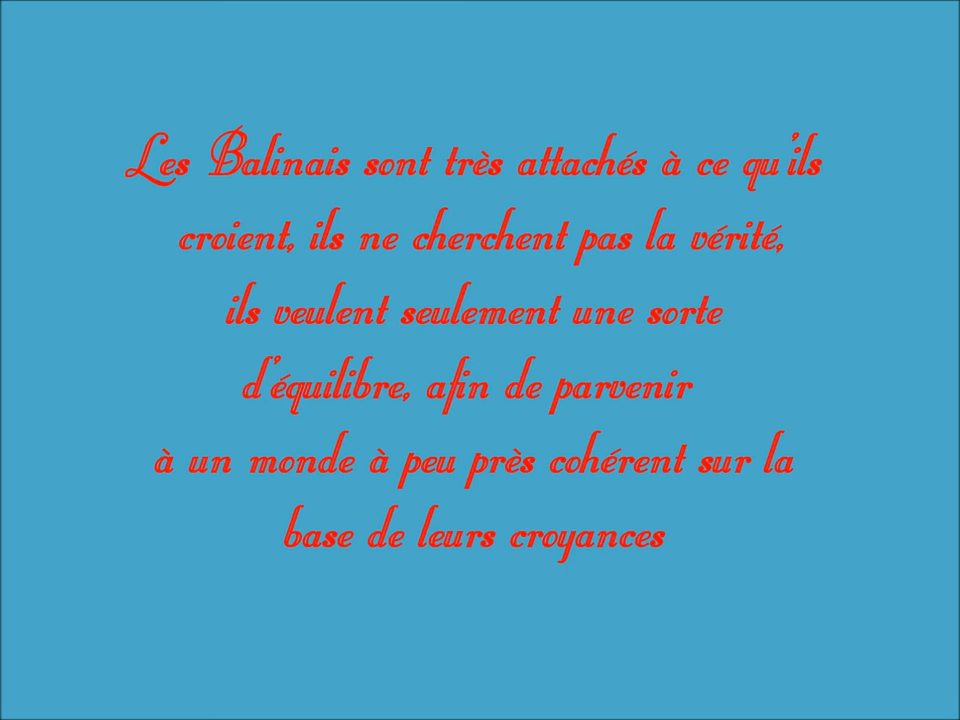 Les Balinais sont très attachés à ce qu'ils
croient, ils ne cherchent pas la vérité,
ils veulent seulement une sorte
d'équilibre, afin de parvenir
à un monde à peu près cohérent sur la
base de leurs croyances